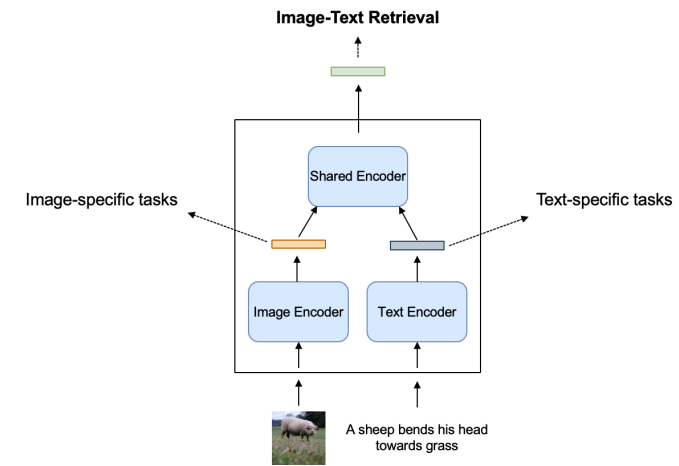 Image-Text Retrieval
Shared Encoder
Image-specific tasks
Text-specific tasks
Image Encoder
Text Encoder
A sheep bends his head
towards grass